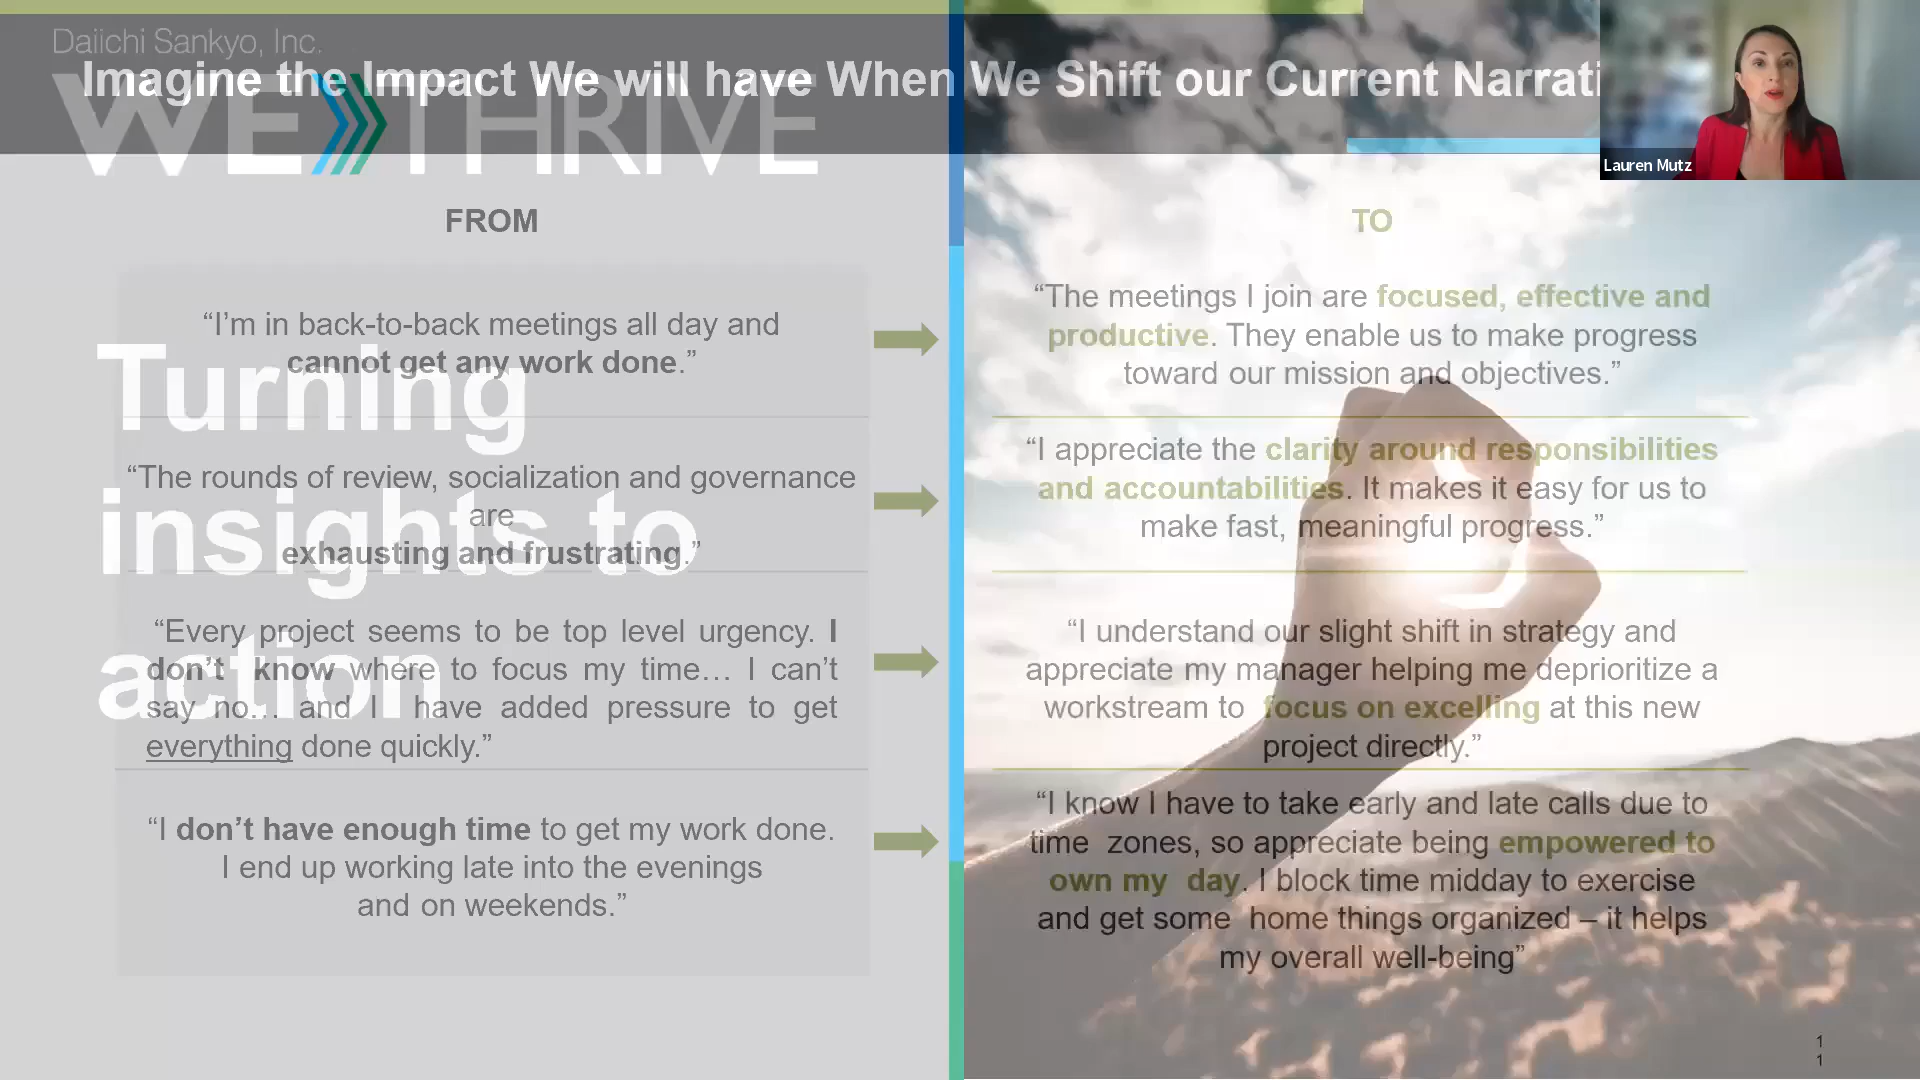 Daiichi Sankyo, Inc.
WE THRIVE
Imagine the Impact We will have When We Shift our Current Narrati
Lauren Mutz
Turning
insights to
action
FROM
“I’m in back-to-back meetings all day and
cannot get any work done.”
“The rounds of review, socialization and governance
are
exhausting and frustrating.”
“Every project seems to be top level urgency. I
don’t know where to focus my time… I can’t
say no… and I have added pressure to get
everything done quickly.”
“I don’t have enough time to get my work done.
I end up working late into the evenings
and on weekends.”
TO
“The meetings I join are focused, effective and
productive. They enable us to make progress
toward our mission and objectives.”
“I appreciate the clarity around responsibilities
and accountabilities. It makes it easy for us to
make fast, meaningful progress.”
“I understand our slight shift in strategy and
appreciate my manager helping me deprioritize a
workstream to focus on excelling at this new
project directly.”
“I know I have to take early and late calls due to
time zones, so appreciate being empowered to
own my day. I block time midday to exercise
and get some home things organized – it helps
my overall well-being”
1
1